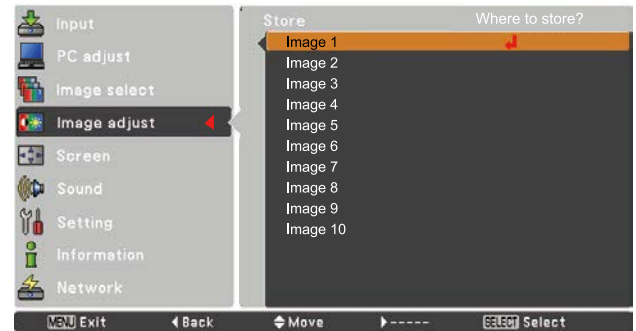 Input
PC adjust
Image select
Image adjust
Screen
Sound
Setting
Information
Network
Store Where to store?
Image 1
Image 2
Image 3
Image 4
Image 5
Image 6
Image 7
Image 8
Image 9
Image 10
MENU Exit Back Move ----- SELECT Select